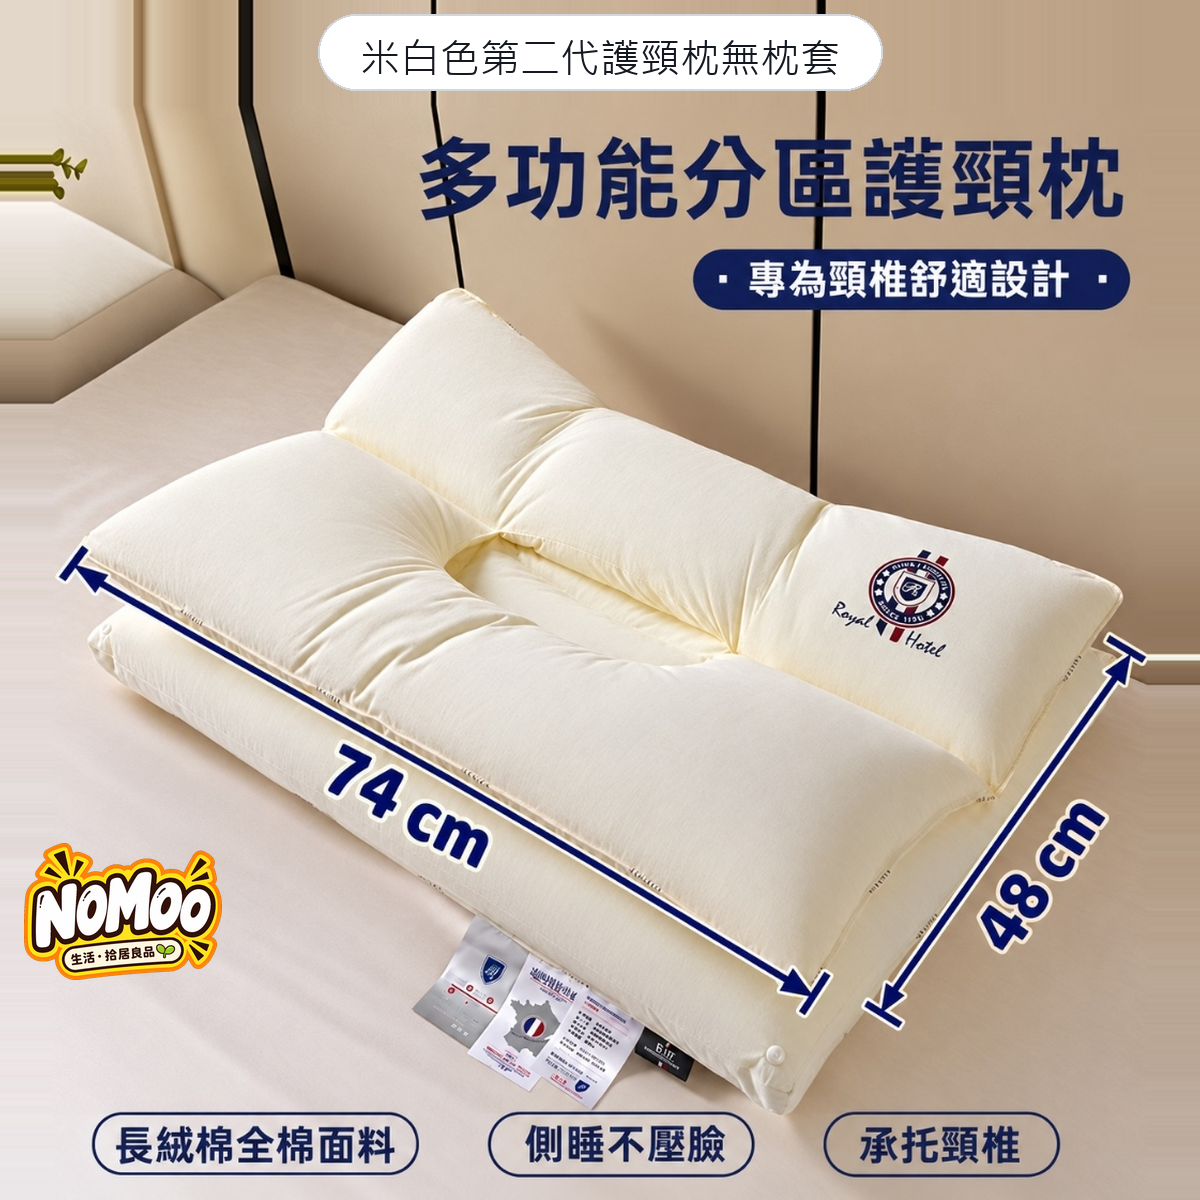 米白色第二代護頸枕無枕套
多功能分區護頸枕
· 專為頸椎舒適設計 ·
Royal Hotel
74 cm
48 cm
NOMOO
生活·拾居良品
長絨棉全棉面料
側睡不壓臉
承托頸椎